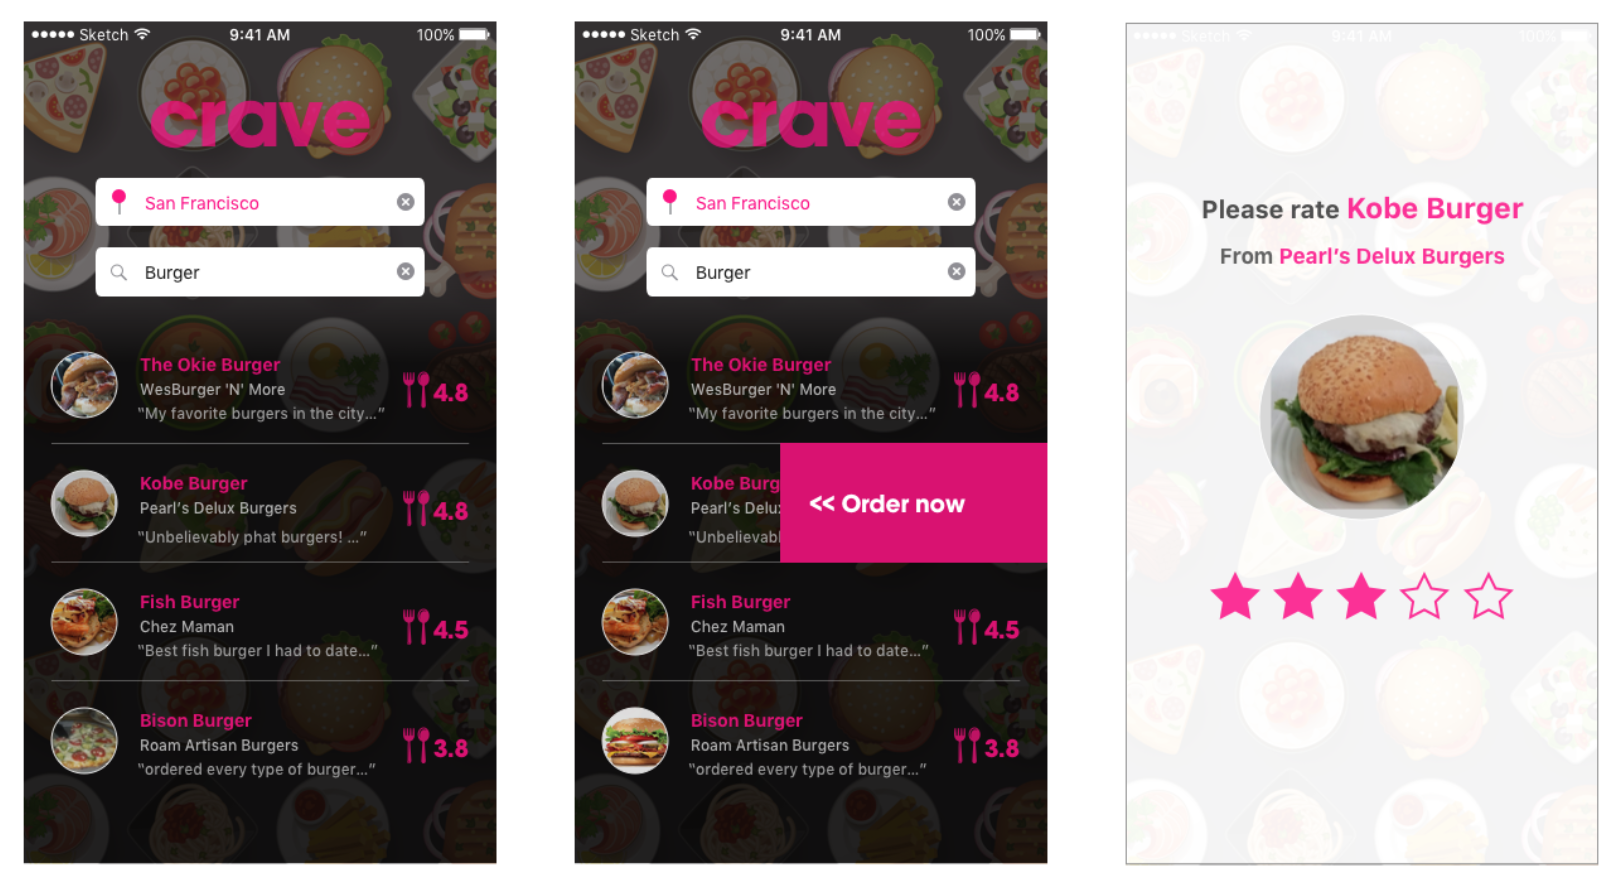 ●●●●● Sketch 9:41 AM 100%
crave
San Francisco
Burger
The Okie Burger
WesBurger 'N' More
“My favorite burgers in the city...”
4.8
Kobe Burger
Pearl’s Delux Burgers
“Unbelievably phat burgers! ...”
4.8
Fish Burger
Chez Maman
“Best fish burger I had to date...”
4.5
Bison Burger
Roam Artisan Burgers
“ordered every type of burger...”
3.8
●●●●● Sketch 9:41 AM 100%
crave
San Francisco
Burger
The Okie Burger
WesBurger 'N' More
“My favorite burgers in the city...”
4.8
Kobe Burg
Pearl’s Delu
“Unbelievabl
<< Order now
Fish Burger
Chez Maman
“Best fish burger I had to date...”
4.5
Bison Burger
Roam Artisan Burgers
“ordered every type of burger...”
3.8
●●●●● Sketch 9:41 AM 100%
Please rate Kobe Burger
From Pearl’s Delux Burgers